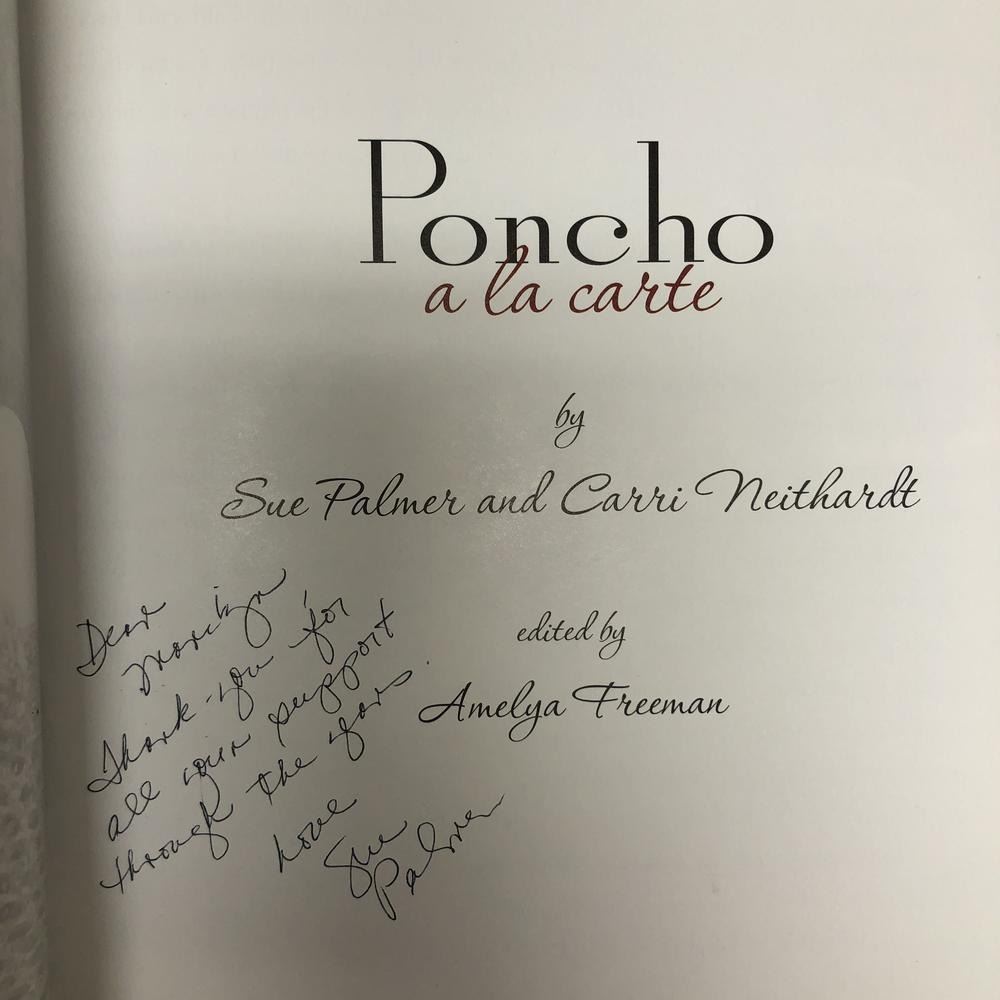 Poncho
a la carte
by
Sue Palmer and Carri Neithardt
edited by
Amelya Freeman
Dear
Marilyn
Thank you for
all your support
through the years.
Love
Sue
Palmer